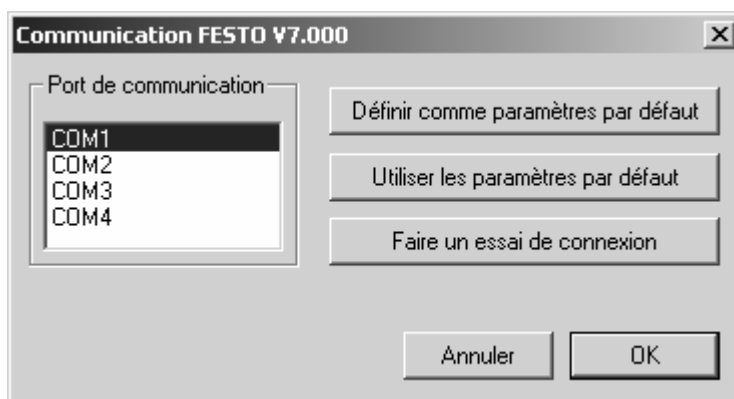 Communication FESTO V7.000
Port de communication
COM1
COM2
COM3
COM4
Définir comme paramètres par défaut
Utiliser les paramètres par défaut
Faire un essai de connexion
Annuler
OK